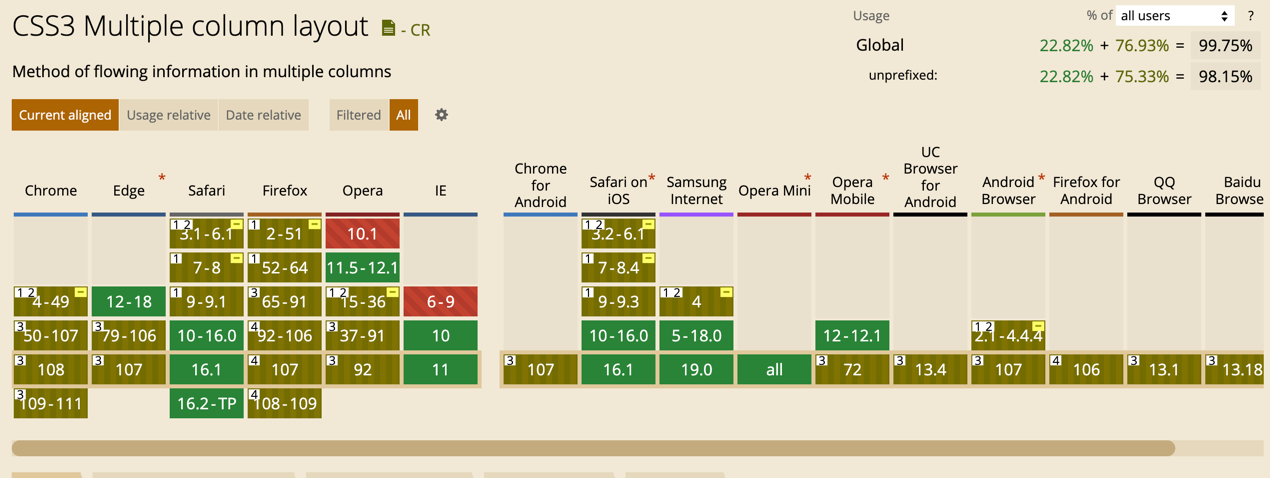 CSS3 Multiple column layout - CR
Method of flowing information in multiple columns
Usage % of all users ?
Global 22.82% + 76.93% = 99.75%
unprefixed: 22.82% + 75.33% = 98.15%
Current aligned Usage relative Date relative Filtered All
Chrome Edge * Safari Firefox Opera IE Chrome for Android Safari on iOS * Samsung Internet Opera Mini * Opera Mobile * UC Browser for Android Android Browser * Firefox for Android QQ Browser Baidu Browse
1 2 3.1-6.1 - 1 2-51 - 10.1 1 2 3.2-6.1 -
1 7-8 - 1 52-64 11.5-12.1 1 7-8.4 -
1 2 4-49 - 12-18 1 9-9.1 3 65-91 1 2 15-36 - 6-9 1 9-9.3 1 2 4 -
3 50-107 3 79-106 10-16.0 4 92-106 3 37-91 10 10-16.0 5-18.0 12-12.1 1 2 2.1-4.4.4 -
3 108 3 107 16.1 4 107 3 92 11 3 107 16.1 19.0 all 3 72 3 13.4 3 107 4 106 3 13.1 3 13.18
3 109-111 16.2-TP 4 108-109